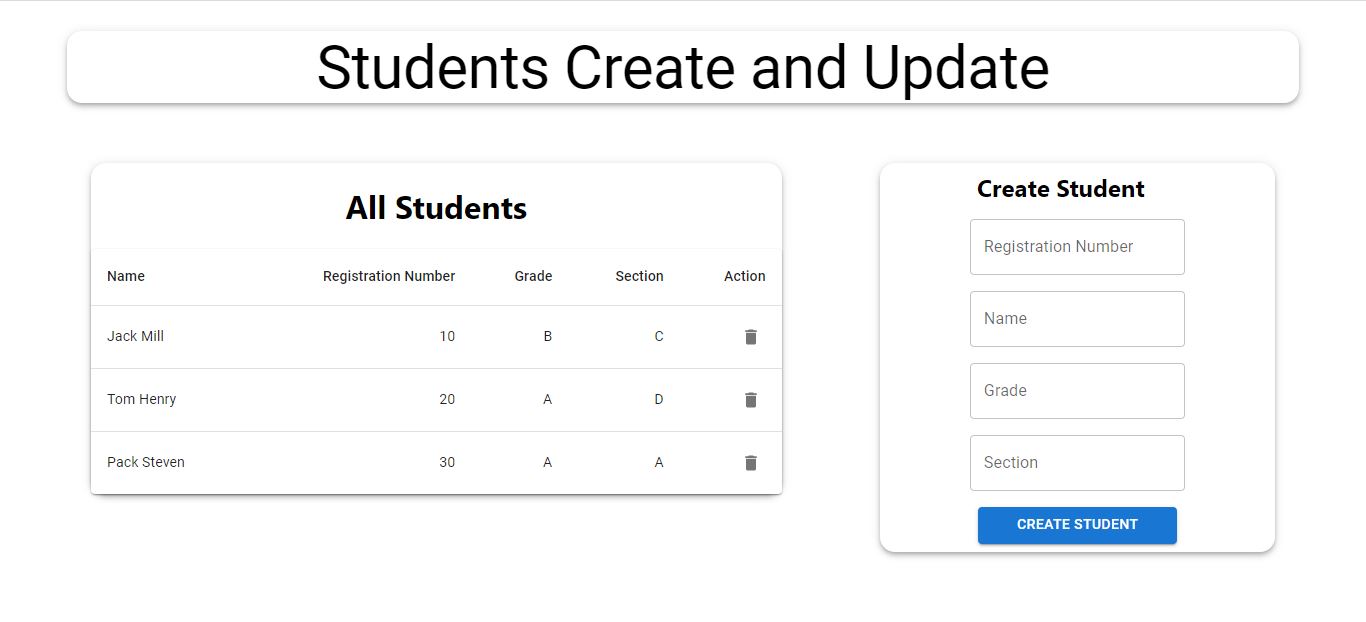 Students Create and Update
All Students
Name Registration Number Grade Section Action
Jack Mill 10 B C
Tom Henry 20 A D
Pack Steven 30 A A
Create Student
Registration Number
Name
Grade
Section
CREATE STUDENT